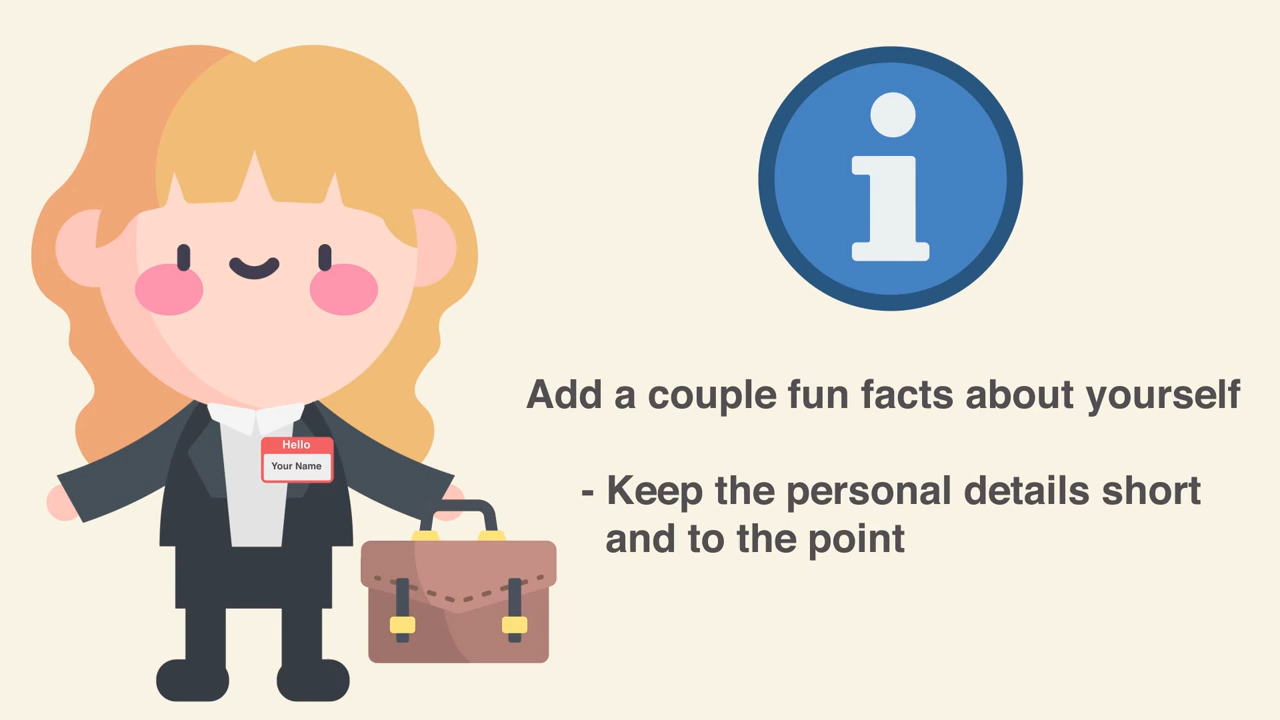 Hello
Your Name
Add a couple fun facts about yourself
- Keep the personal details short
and to the point